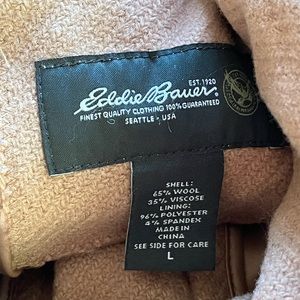 EST. 1920
Eddie Bauer
FINEST QUALITY CLOTHING 100% GUARANTEED
SEATTLE - USA
SHELL:
65% WOOL
35% VISCOSE
LINING:
96% POLYESTER
4% SPANDEX
MADE IN
CHINA
SEE SIDE FOR CARE
L